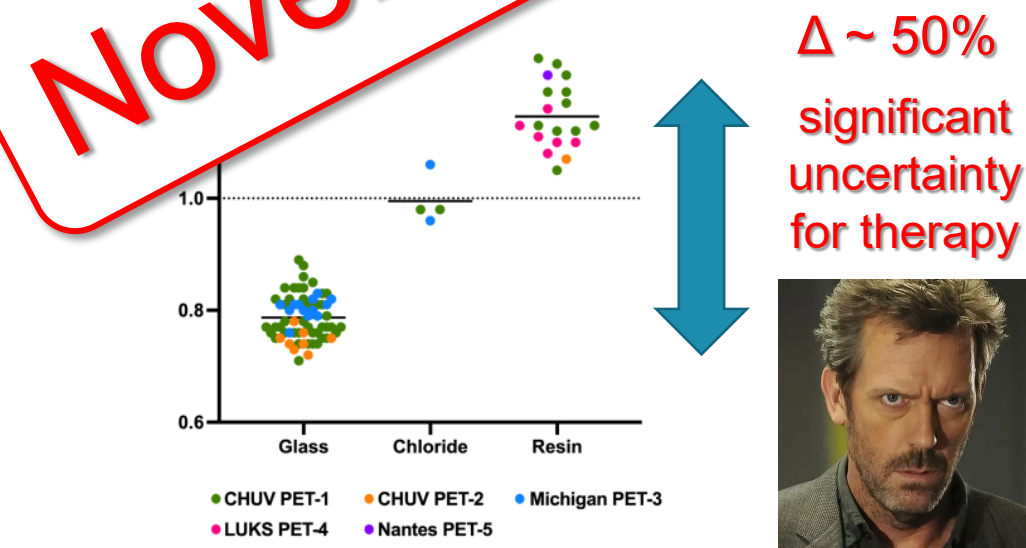 Δ ~ 50%
significant
uncertainty
for therapy
1.0
0.8
0.6
Glass Chloride Resin
CHUV PET-1 CHUV PET-2 Michigan PET-3
LUKS PET-4 Nantes PET-5